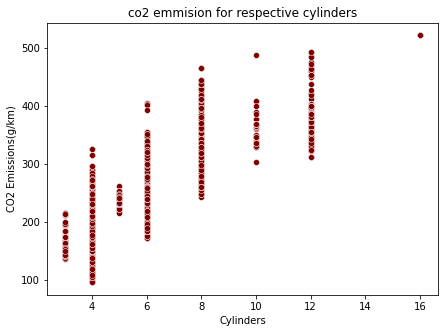 co2 emmision for respective cylinders
CO2 Emissions(g/km)
500
400
300
200
100
4 6 8 10 12 14 16
Cylinders